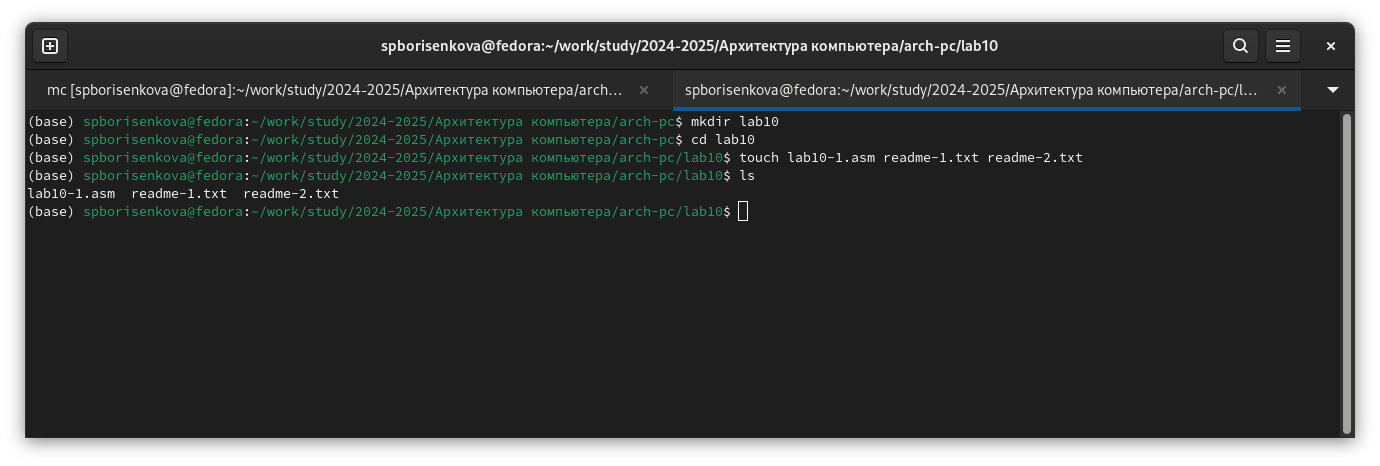 spborisenkova@fedora:~/work/study/2024-2025/Архитектура компьютера/arch-pc/lab10
mc [spborisenkova@fedora]:~/work/study/2024-2025/Архитектура компьютера/arch…
spborisenkova@fedora:~/work/study/2024-2025/Архитектура компьютера/arch-pc/l…
(base) spborisenkova@fedora:~/work/study/2024-2025/Архитектура компьютера/arch-pc$ mkdir lab10
(base) spborisenkova@fedora:~/work/study/2024-2025/Архитектура компьютера/arch-pc$ cd lab10
(base) spborisenkova@fedora:~/work/study/2024-2025/Архитектура компьютера/arch-pc/lab10$ touch lab10-1.asm readme-1.txt readme-2.txt
(base) spborisenkova@fedora:~/work/study/2024-2025/Архитектура компьютера/arch-pc/lab10$ ls
lab10-1.asm  readme-1.txt  readme-2.txt
(base) spborisenkova@fedora:~/work/study/2024-2025/Архитектура компьютера/arch-pc/lab10$